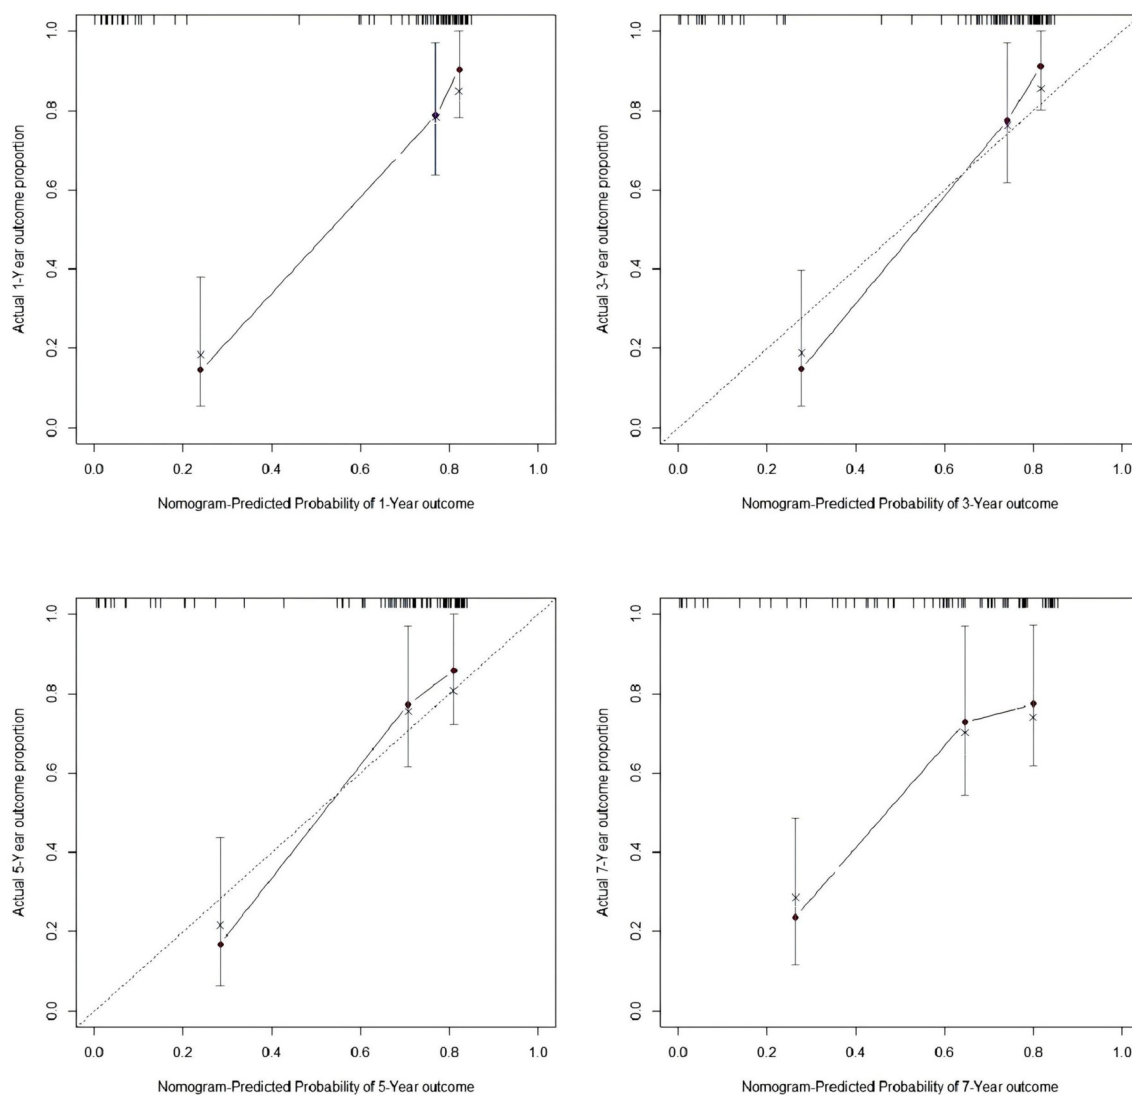 1.0
0.8
0.6
0.4
0.2
0.0
Actual 1-Year outcome proportion
0.0 0.2 0.4 0.6 0.8 1.0
Nomogram-Predicted Probability of 1-Year outcome
1.0
0.8
0.6
0.4
0.2
0.0
Actual 3-Year outcome proportion
0.0 0.2 0.4 0.6 0.8 1.0
Nomogram-Predicted Probability of 3-Year outcome
1.0
0.8
0.6
0.4
0.2
0.0
Actual 5-Year outcome proportion
0.0 0.2 0.4 0.6 0.8 1.0
Nomogram-Predicted Probability of 5-Year outcome
1.0
0.8
0.6
0.4
0.2
0.0
Actual 7-Year outcome proportion
0.0 0.2 0.4 0.6 0.8 1.0
Nomogram-Predicted Probability of 7-Year outcome